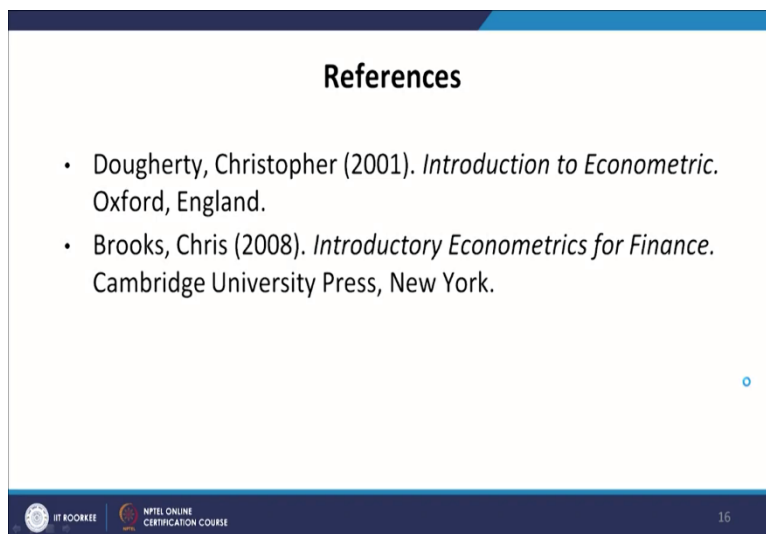 References
• Dougherty, Christopher (2001). Introduction to Econometric.
Oxford, England.
• Brooks, Chris (2008). Introductory Econometrics for Finance.
Cambridge University Press, New York.
IIT ROORKEE
NPTEL ONLINE
CERTIFICATION COURSE
16